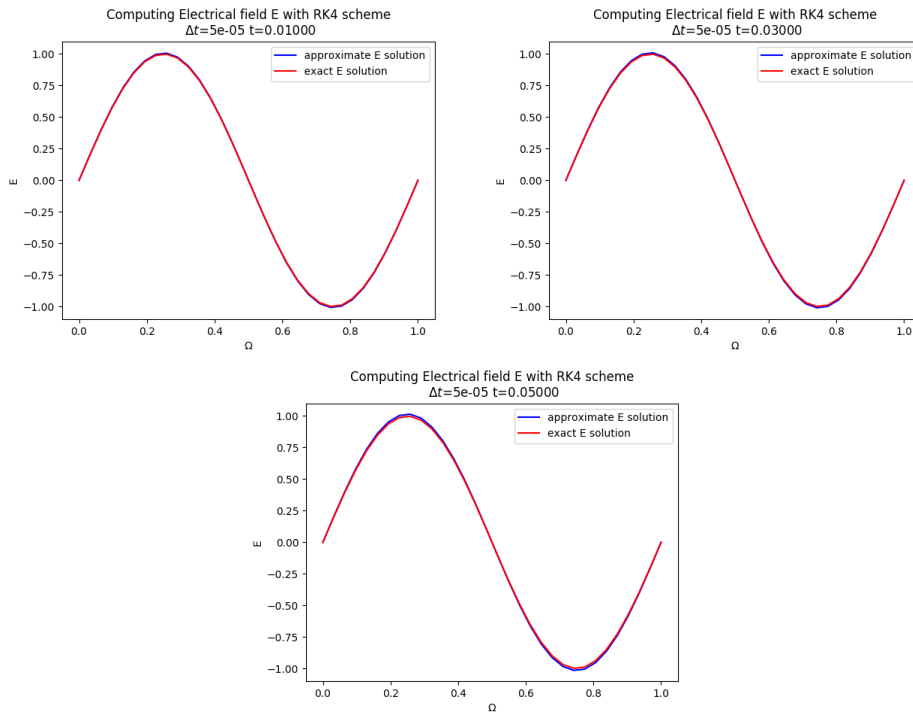 Computing Electrical field E with RK4 scheme
Δt=5e-05 t=0.01000
1.00
0.75
0.50
0.25
0.00
−0.25
−0.50
−0.75
−1.00
E
approximate E solution
exact E solution
0.0 0.2 0.4 0.6 0.8 1.0
Ω
Computing Electrical field E with RK4 scheme
Δt=5e-05 t=0.03000
1.00
0.75
0.50
0.25
0.00
−0.25
−0.50
−0.75
−1.00
E
approximate E solution
exact E solution
0.0 0.2 0.4 0.6 0.8 1.0
Ω
Computing Electrical field E with RK4 scheme
Δt=5e-05 t=0.05000
1.00
0.75
0.50
0.25
0.00
−0.25
−0.50
−0.75
−1.00
E
approximate E solution
exact E solution
0.0 0.2 0.4 0.6 0.8 1.0
Ω